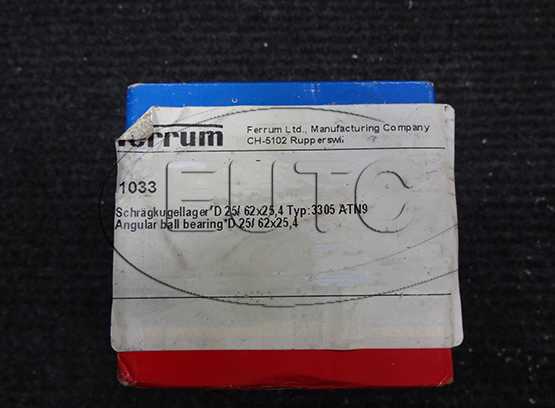 Ferrum
Ferrum Ltd., Manufacturing Company
CH-5102 Rupperswil
1033
Schrägkugellager*D 25/ 62x25,4 Typ:3305 ATN9
Angular ball bearing*D 25/ 62x25,4
FUTC